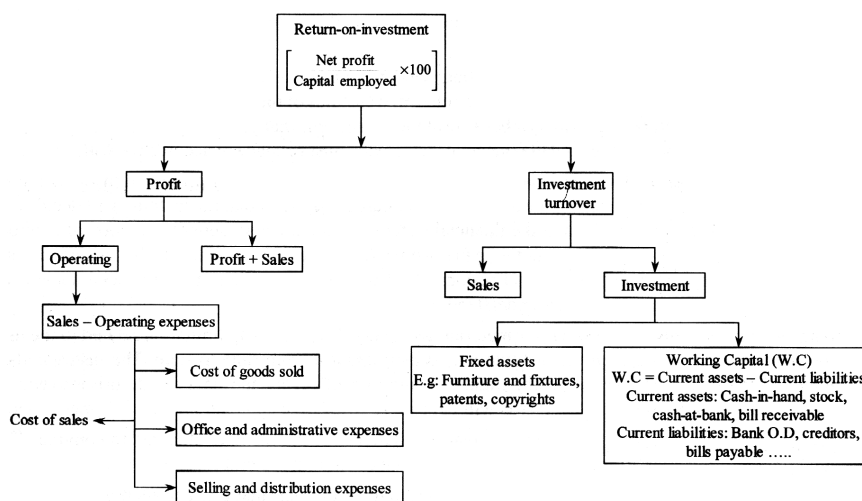 Return-on-investment
[ Net profit / Capital employed ×100 ]
Profit
Investment
turnover
Operating
Profit + Sales
Sales
Investment
Sales – Operating expenses
Fixed assets
E.g: Furniture and fixtures,
patents, copyrights
Working Capital (W.C)
W.C = Current assets – Current liabilities
Current assets: Cash-in-hand, stock,
cash-at-bank, bill receivable
Current liabilities: Bank O.D, creditors,
bills payable …..
Cost of goods sold
Cost of sales
Office and administrative expenses
Selling and distribution expenses